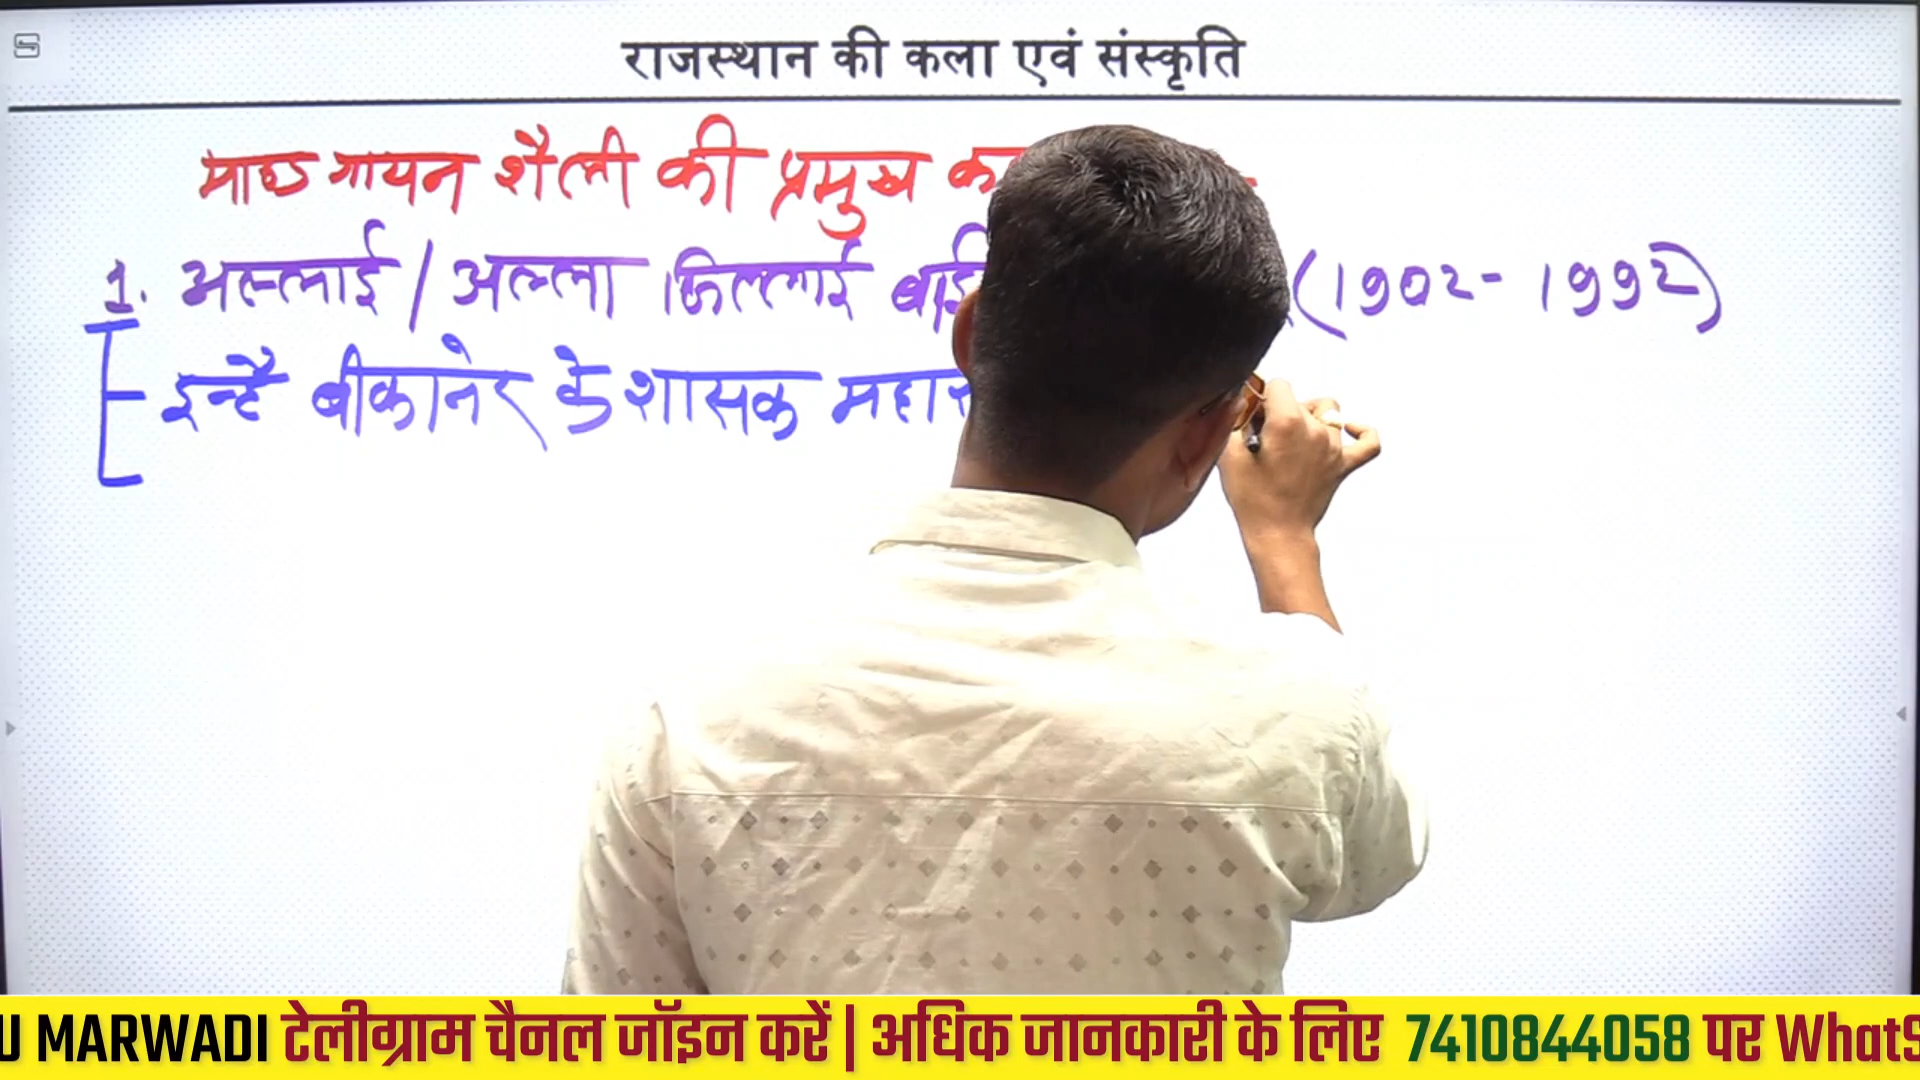 राजस्थान की कला एवं संस्कृति
माण्ड गायन शैली की प्रमुख
1. अल्लाई / अल्ला जिल्लाई बाई (1902-1992)
इन्हें बीकानेर के शासक
U MARWADI टेलीग्राम चैनल जॉइन करें | अधिक जानकारी के लिए 7410844058 पर WhatS